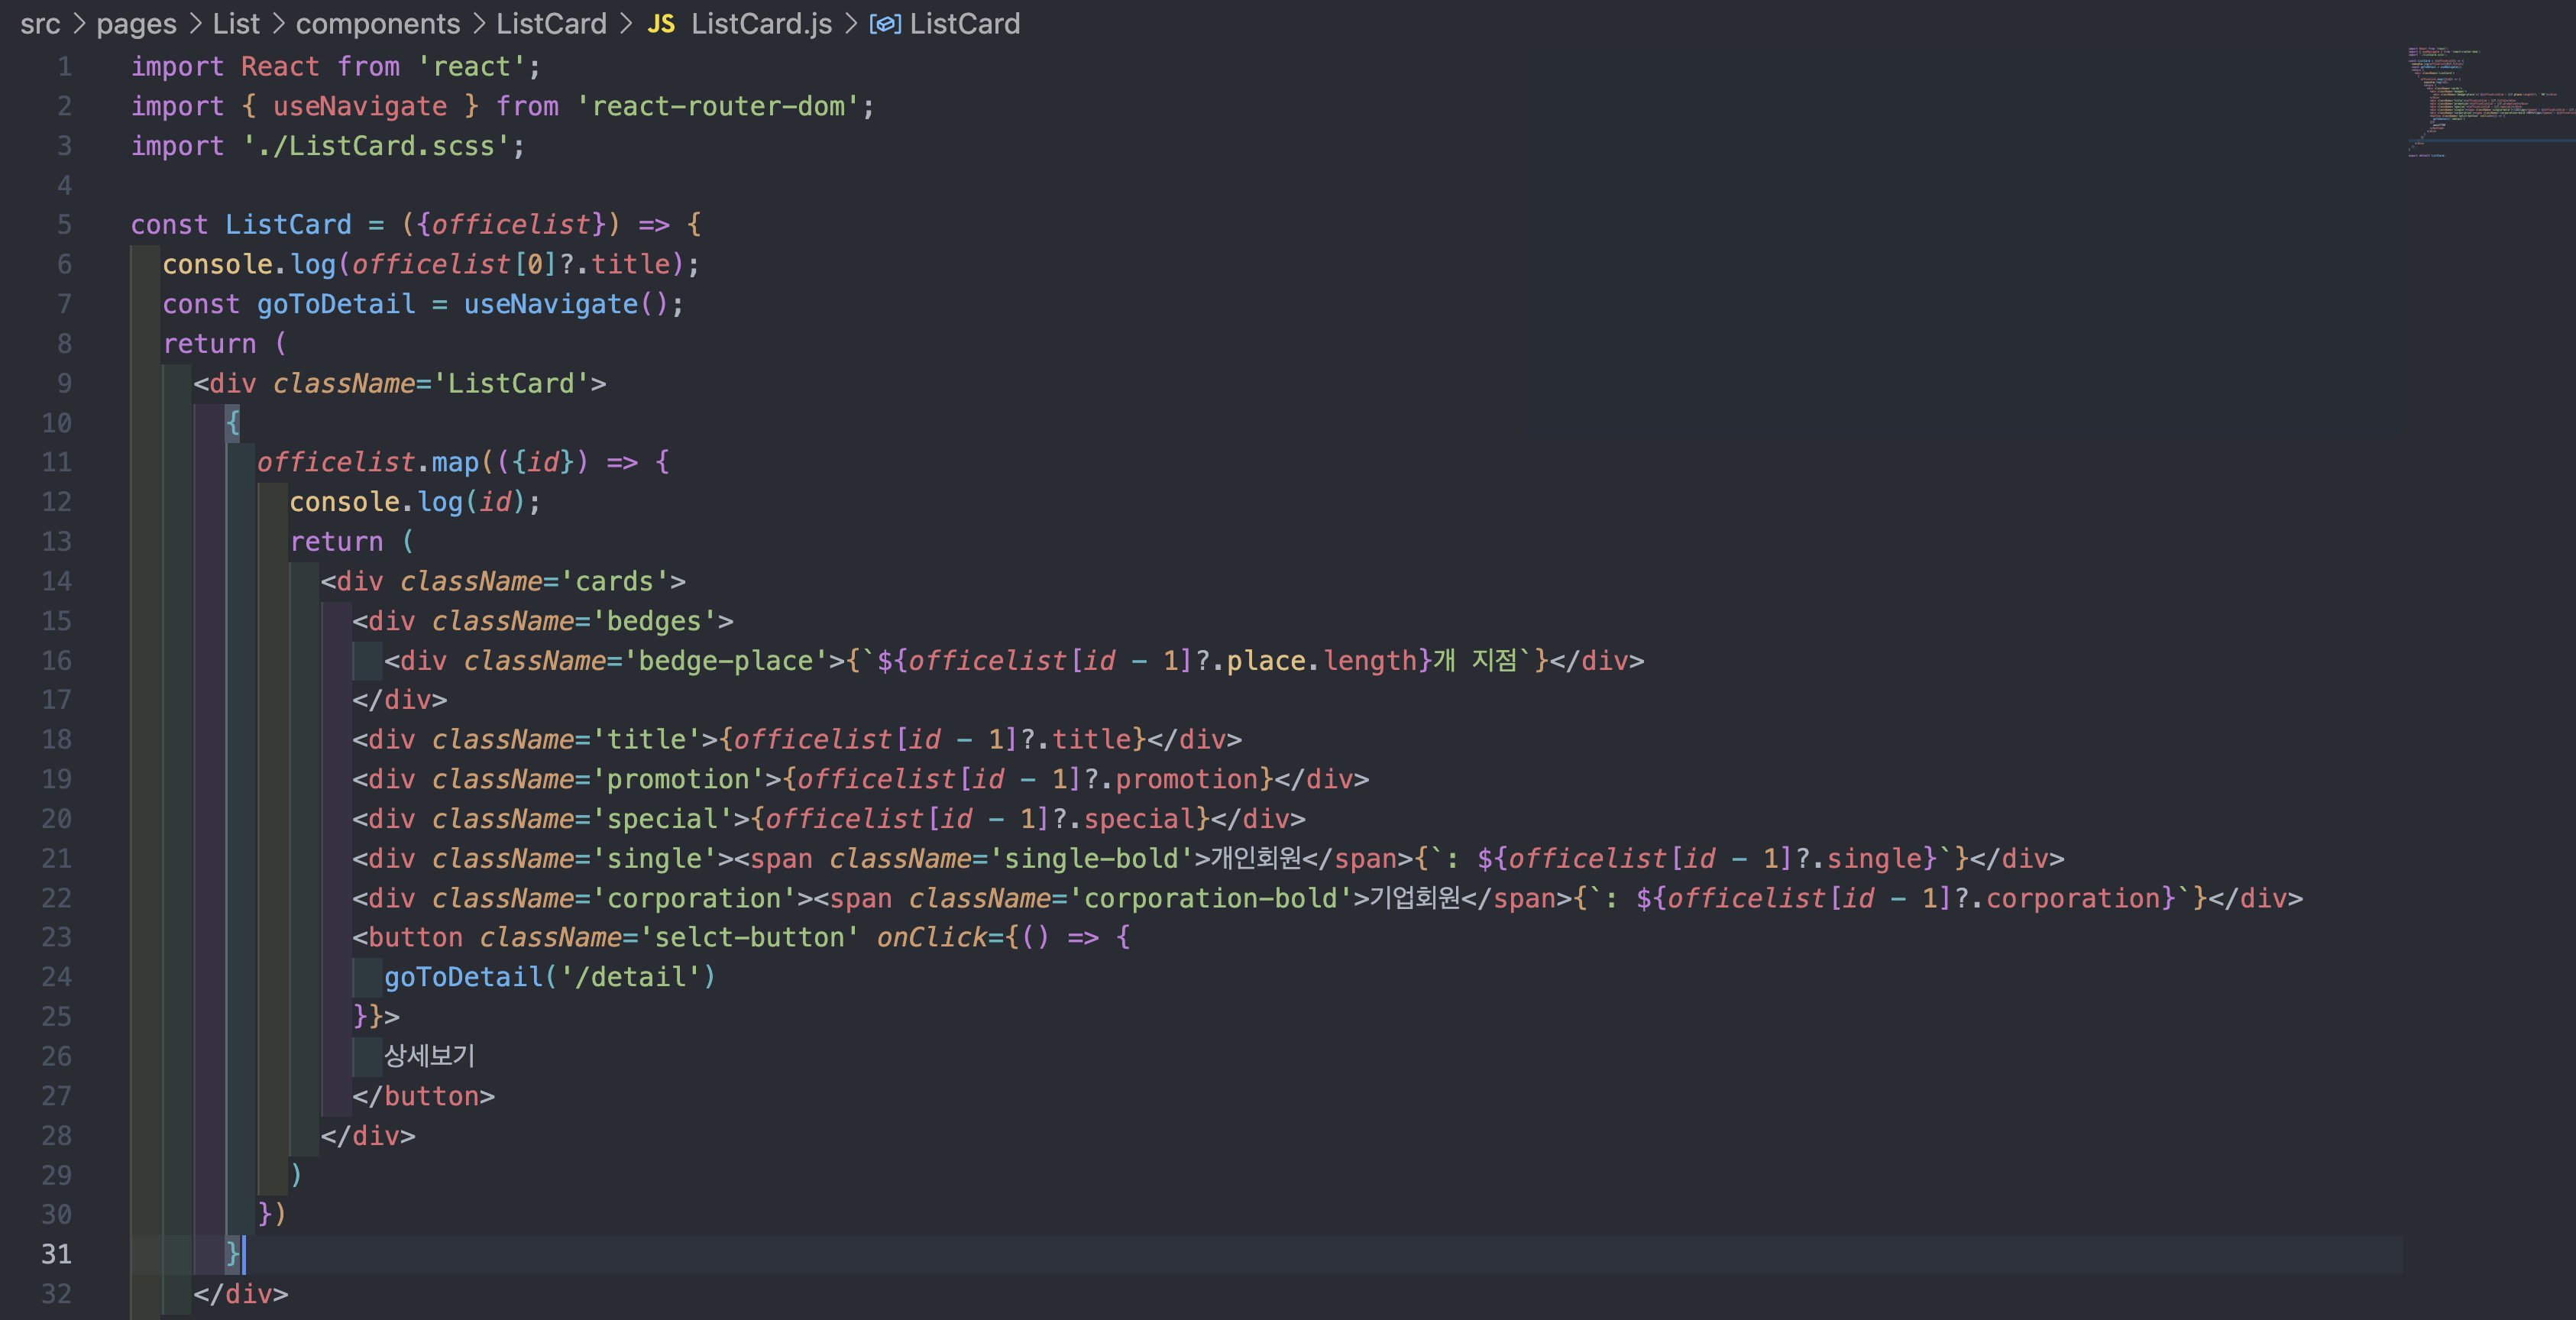 src > pages > List > components > ListCard > JS ListCard.js > ListCard
1 import React from 'react';
2 import { useNavigate } from 'react-router-dom';
3 import './ListCard.scss';
4
5 const ListCard = ({officelist}) => {
6 console.log(officelist[0]?.title);
7 const goToDetail = useNavigate();
8 return (
9 <div className='ListCard'>
10 {
11 officelist.map(({id}) => {
12 console.log(id);
13 return (
14 <div className='cards'>
15 <div className='bedges'>
16 <div className='bedge-place'>{`${officelist[id - 1]?.place.length}개 지점`}</div>
17 </div>
18 <div className='title'>{officelist[id - 1]?.title}</div>
19 <div className='promotion'>{officelist[id - 1]?.promotion}</div>
20 <div className='special'>{officelist[id - 1]?.special}</div>
21 <div className='single'><span className='single-bold'>개인회원</span>{`: ${officelist[id - 1]?.single}`}</div>
22 <div className='corporation'><span className='corporation-bold'>기업회원</span>{`: ${officelist[id - 1]?.corporation}`}</div>
23 <button className='selct-button' onClick={() => {
24 goToDetail('/detail')
25 }}>
26 상세보기
27 </button>
28 </div>
29 )
30 })
31 }
32 </div>